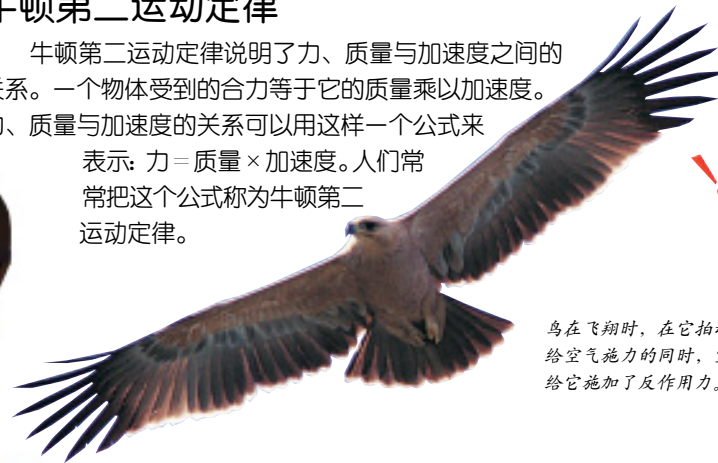 牛顿第二运动定律
牛顿第二运动定律说明了力、质量与加速度之间的
关系。一个物体受到的合力等于它的质量乘以加速度。
、质量与加速度的关系可以用这样一个公式来
表示：力=质量×加速度。人们常
常把这个公式称为牛顿第二
运动定律。
鸟在飞翔时，在它拍
给空气施力的同时，
给它施加了反作用力。